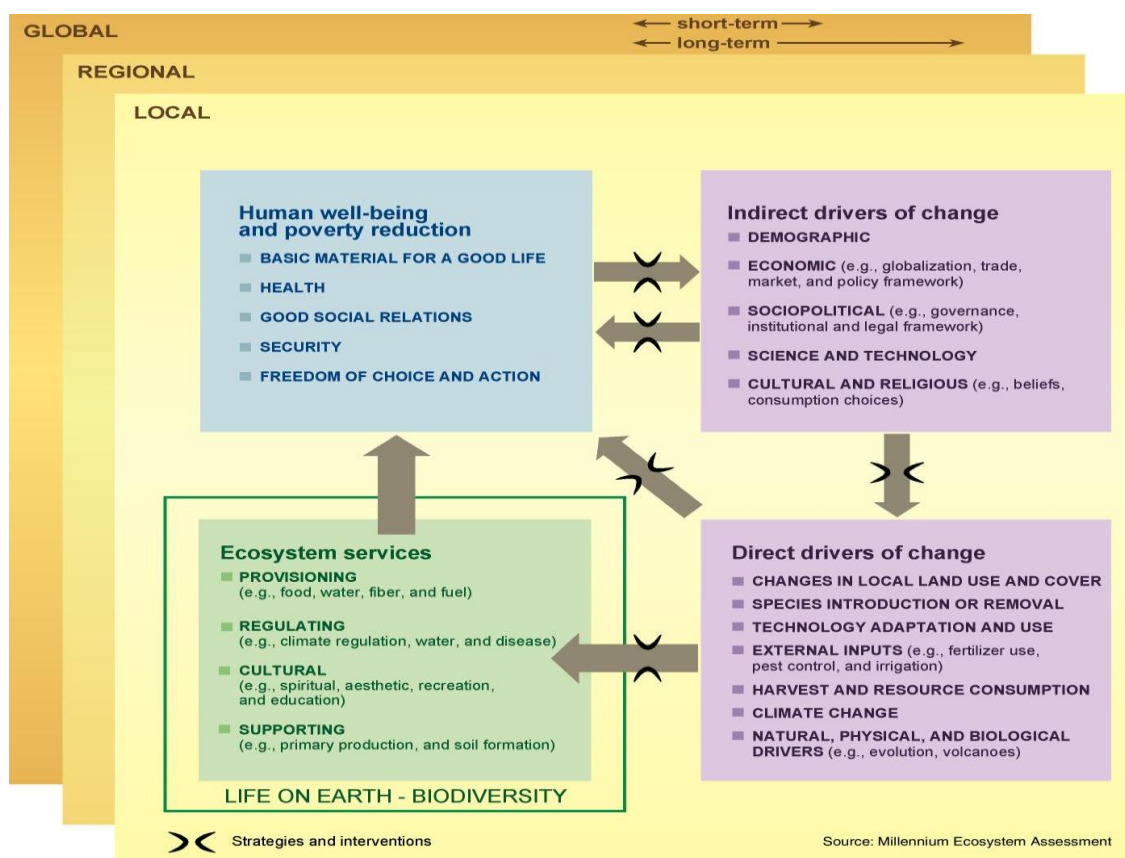 GLOBAL
short-term
long-term
REGIONAL
LOCAL
Human well-being
and poverty reduction
BASIC MATERIAL FOR A GOOD LIFE
HEALTH
GOOD SOCIAL RELATIONS
SECURITY
FREEDOM OF CHOICE AND ACTION
Indirect drivers of change
DEMOGRAPHIC
ECONOMIC (e.g., globalization, trade,
market, and policy framework)
SOCIOPOLITICAL (e.g., governance,
institutional and legal framework)
SCIENCE AND TECHNOLOGY
CULTURAL AND RELIGIOUS (e.g., beliefs,
consumption choices)
Ecosystem services
PROVISIONING
(e.g., food, water, fiber, and fuel)
REGULATING
(e.g., climate regulation, water, and disease)
CULTURAL
(e.g., spiritual, aesthetic, recreation,
and education)
SUPPORTING
(e.g., primary production, and soil formation)
LIFE ON EARTH - BIODIVERSITY
Direct drivers of change
CHANGES IN LOCAL LAND USE AND COVER
SPECIES INTRODUCTION OR REMOVAL
TECHNOLOGY ADAPTATION AND USE
EXTERNAL INPUTS (e.g., fertilizer use,
pest control, and irrigation)
HARVEST AND RESOURCE CONSUMPTION
CLIMATE CHANGE
NATURAL, PHYSICAL, AND BIOLOGICAL
DRIVERS (e.g., evolution, volcanoes)
Strategies and interventions
Source: Millennium Ecosystem Assessment